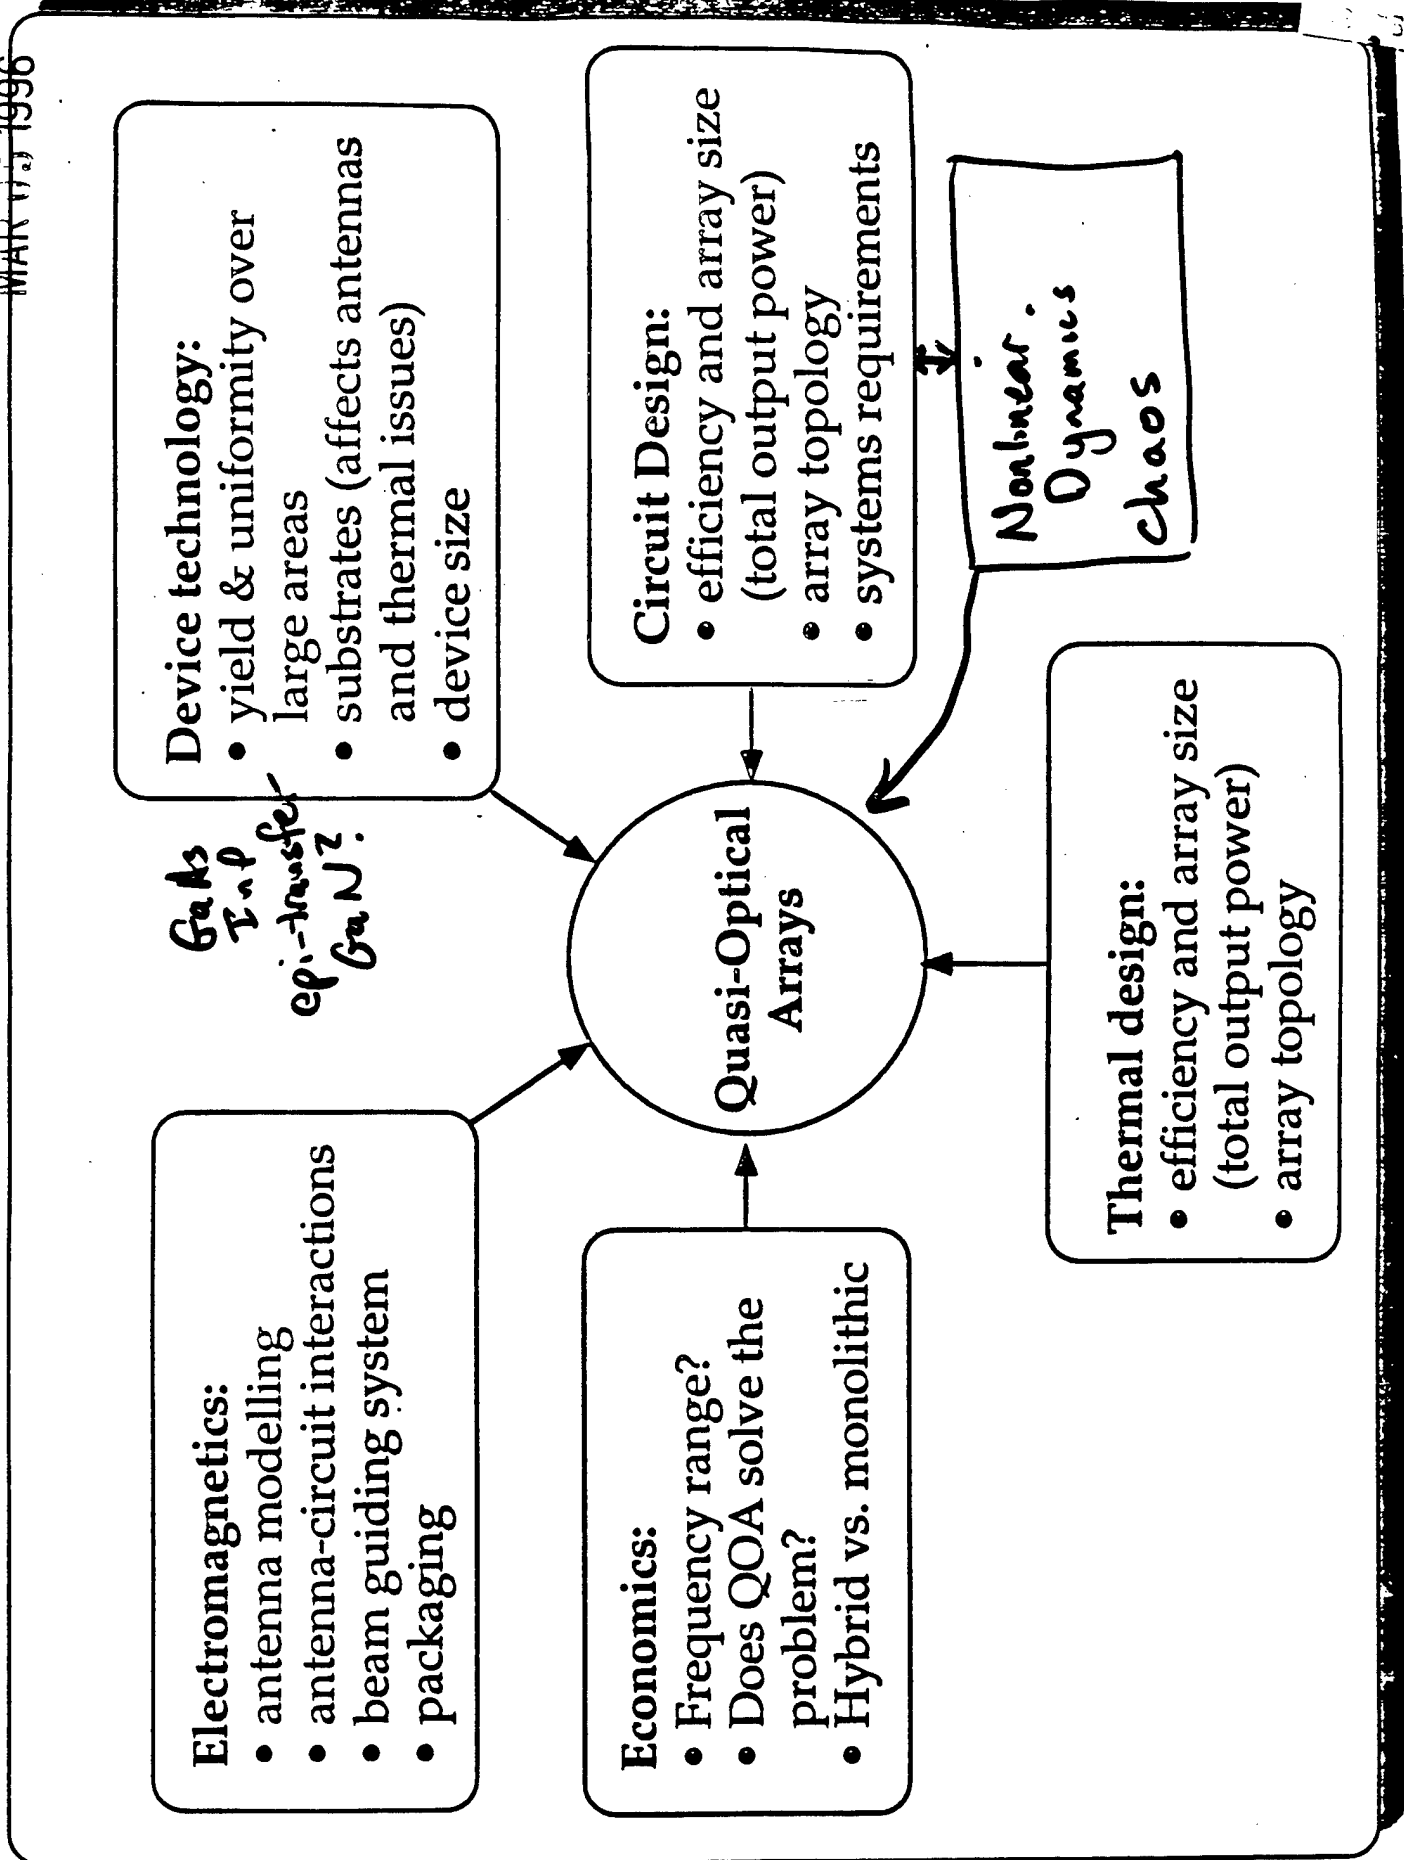 MAR 1996
Electromagnetics:
• antenna modelling
• antenna-circuit interactions
• beam guiding system
• packaging
GaAs
InP
epi-transfer
GaN?
Device technology:
• yield & uniformity over
large areas
• substrates (affects antennas
and thermal issues)
• device size
Economics:
• Frequency range?
• Does QOA solve the
problem?
• Hybrid vs. monolithic
Quasi-Optical
Arrays
Circuit Design:
• efficiency and array size
(total output power)
• array topology
• systems requirements
Thermal design:
• efficiency and array size
(total output power)
• array topology
Nonlinear.
Dynamics
chaos